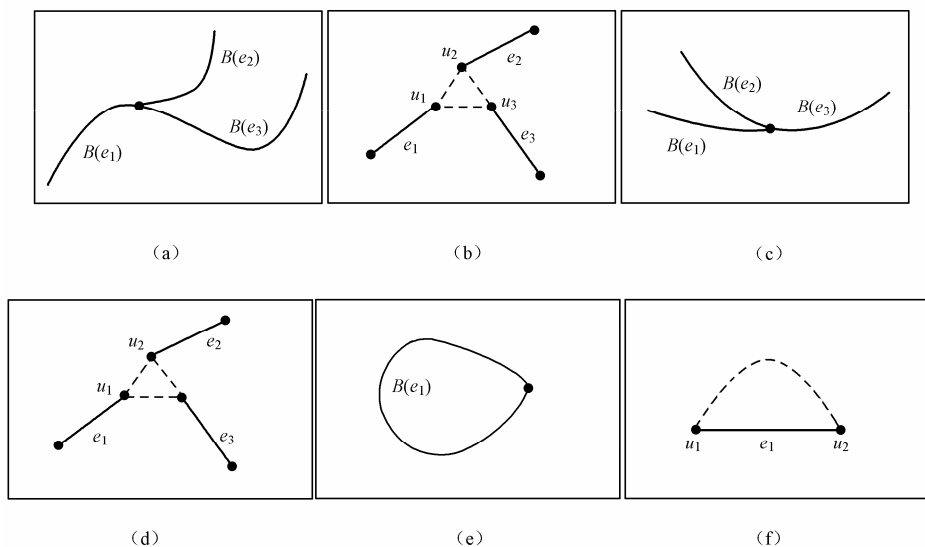 B(e2)
B(e3)
B(e1)
(a)
u2
e2
u1
u3
e1
e3
(b)
B(e2)
B(e3)
B(e1)
(c)
u2
e2
u1
e1
e3
(d)
B(e1)
(e)
u1
e1
u2
(f)